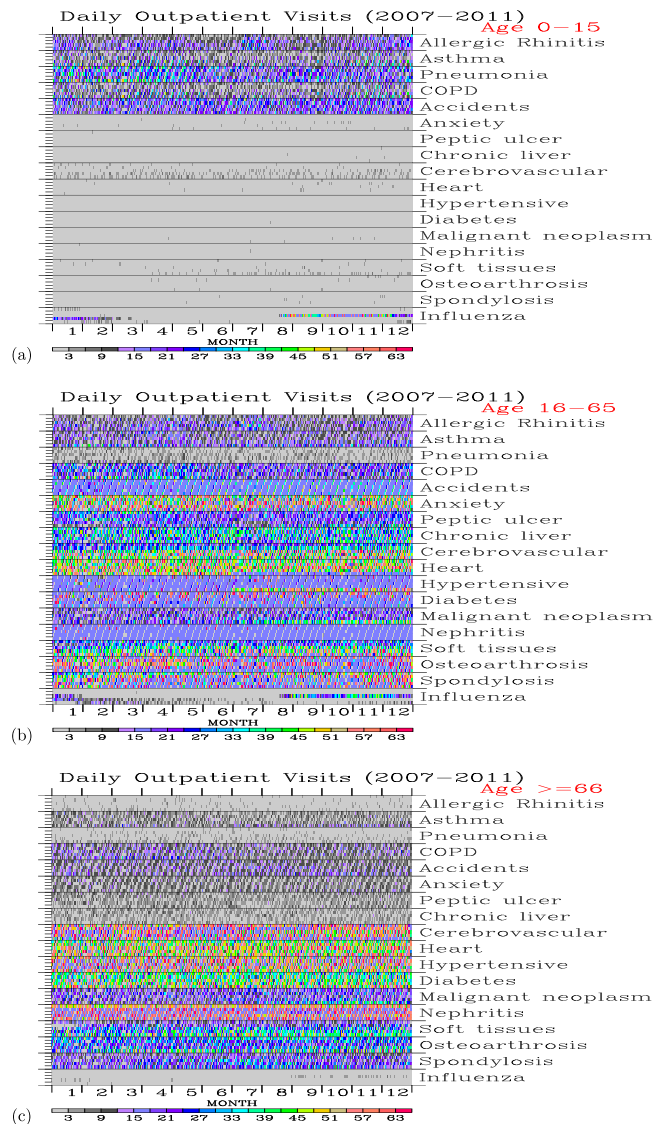 Daily Outpatient Visits (2007−2011)
Age 0−15
Allergic Rhinitis
Asthma
Pneumonia
COPD
Accidents
Anxiety
Peptic ulcer
Chronic liver
Cerebrovascular
Heart
Hypertensive
Diabetes
Malignant neoplasm
Nephritis
Soft tissues
Osteoarthrosis
Spondylosis
Influenza
1 2 3 4 5 6 7 8 9 10 11 12
MONTH
(a)
3 9 15 21 27 33 39 45 51 57 63
Daily Outpatient Visits (2007−2011)
Age 16−65
Allergic Rhinitis
Asthma
Pneumonia
COPD
Accidents
Anxiety
Peptic ulcer
Chronic liver
Cerebrovascular
Heart
Hypertensive
Diabetes
Malignant neoplasm
Nephritis
Soft tissues
Osteoarthrosis
Spondylosis
Influenza
1 2 3 4 5 6 7 8 9 10 11 12
MONTH
(b)
3 9 15 21 27 33 39 45 51 57 63
Daily Outpatient Visits (2007−2011)
Age >=66
Allergic Rhinitis
Asthma
Pneumonia
COPD
Accidents
Anxiety
Peptic ulcer
Chronic liver
Cerebrovascular
Heart
Hypertensive
Diabetes
Malignant neoplasm
Nephritis
Soft tissues
Osteoarthrosis
Spondylosis
Influenza
1 2 3 4 5 6 7 8 9 10 11 12
MONTH
(c)
3 9 15 21 27 33 39 45 51 57 63